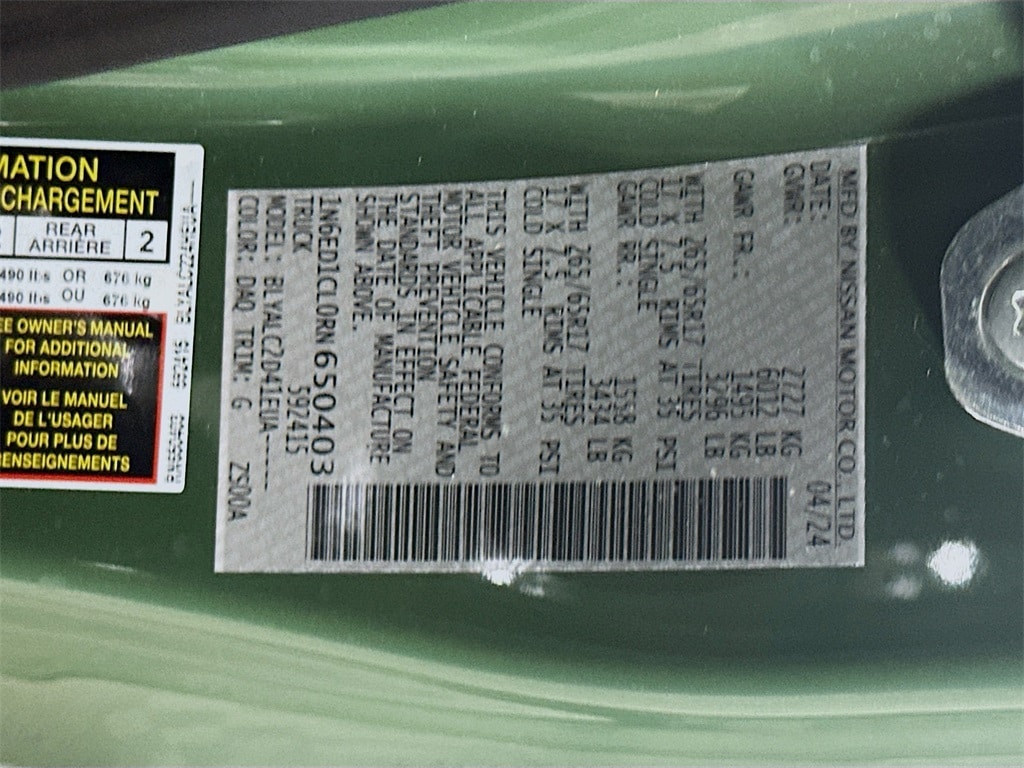 MATION
CHARGEMENT
REAR
ARRIÈRE
2
490 lbs OR 676 kg
490 lbs OU 676 kg
EE OWNER'S MANUAL
FOR ADDITIONAL
INFORMATION
VOIR LE MANUEL
DE L'USAGER
POUR PLUS DE
RENSEIGNEMENTS
592415
MFD BY NISSAN MOTOR CO., LTD.
DATE: 04/24
GVWR: 2727 KG
6012 LB
GAWR FR.: 1495 KG
3296 LB
WITH 265/65R17 TIRES
17 X 7.5 RIMS AT 35 PSI
COLD SINGLE
GAWR RR.: 1538 KG
3434 LB
WITH 265/65R17 TIRES
17 X 7.5 RIMS AT 35 PSI
COLD SINGLE
THIS VEHICLE CONFORMS TO
ALL APPLICABLE FEDERAL
MOTOR VEHICLE SAFETY AND
THEFT PREVENTION
STANDARDS IN EFFECT ON
THE DATE OF MANUFACTURE
SHOWN ABOVE.
1N6ED1CL0RN650403
TRUCK 592415
MODEL: BLYALC2D41EUA-----
COLOR: DAQ TRIM: G ZS00A